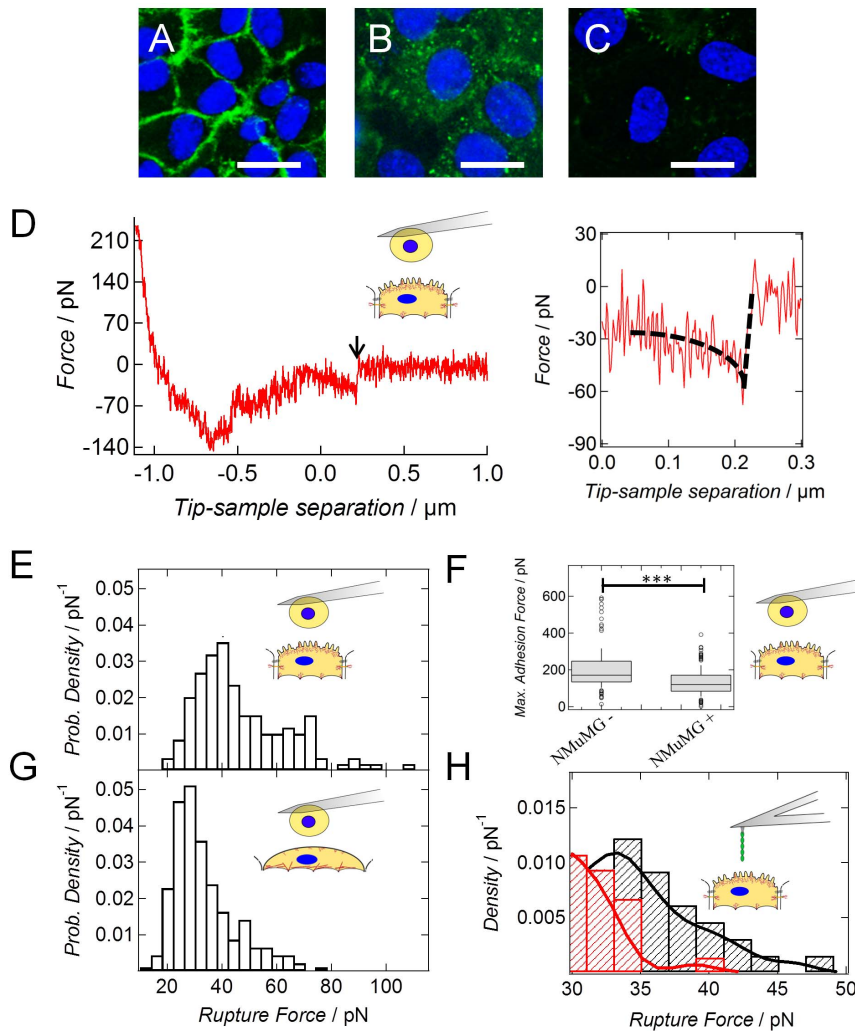 A
B
C
D
Force / pN
210
140
70
0
-70
-140
-1.0
-0.5
0.0
0.5
1.0
Tip-sample separation / µm
Force / pN
30
0
-30
-60
-90
0.0
0.1
0.2
0.3
Tip-sample separation / µm
E
Prob. Density / pN⁻¹
0.05
0.04
0.03
0.02
0.01
F
Max. Adhesion Force / pN
600
400
200
0
***
NMuMG -
NMuMG +
G
Prob. Density / pN⁻¹
0.05
0.04
0.03
0.02
0.01
20
40
60
80
100
Rupture Force / pN
H
Density / pN⁻¹
0.015
0.010
0.005
30
35
40
45
50
Rupture Force / pN